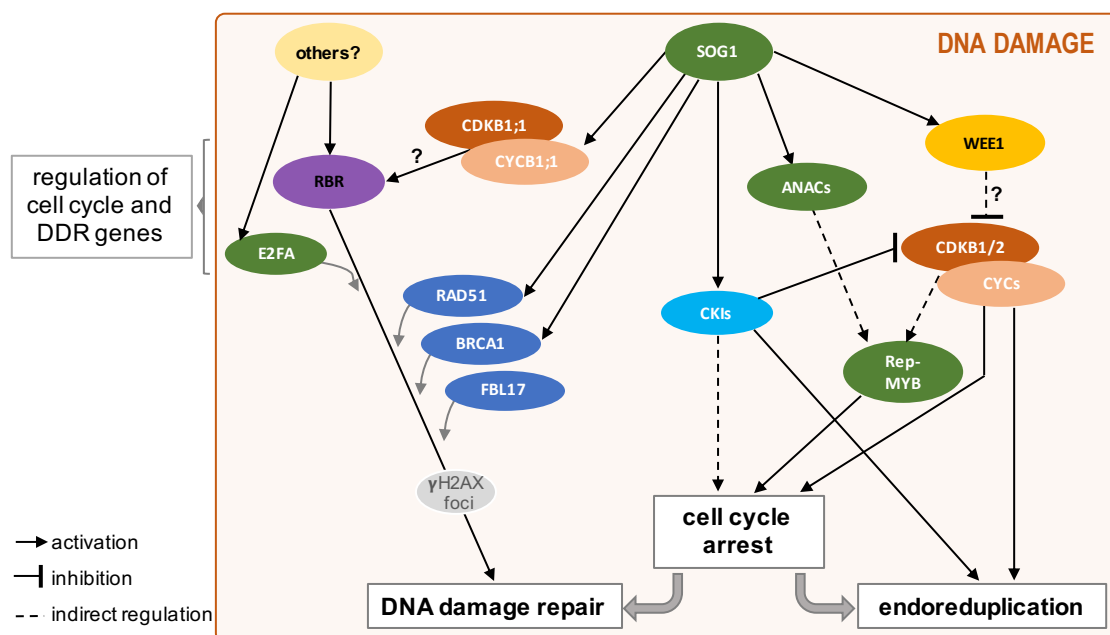 DNA DAMAGE
others?
SOG1
CDKB1;1
CYCB1;1
?
WEE1
?
RBR
ANACs
regulation of
cell cycle and
DDR genes
E2FA
CDKB1/2
CYCs
RAD51
CKIs
BRCA1
Rep-
MYB
FBL17
γH2AX
foci
cell cycle
arrest
activation
inhibition
indirect regulation
DNA damage repair
endoreduplication